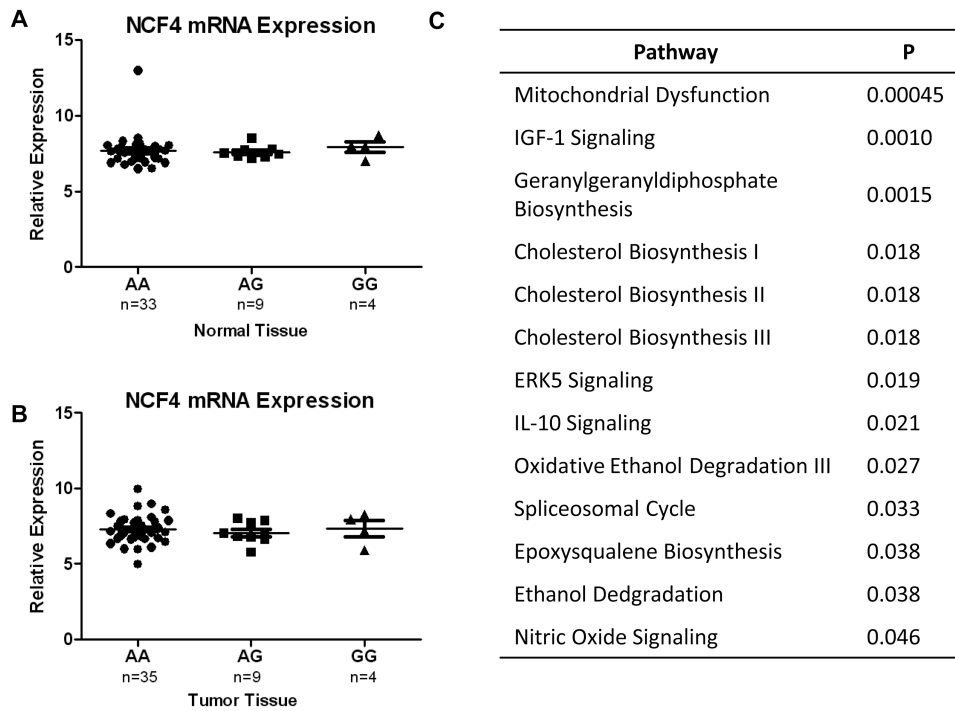 A
NCF4 mRNA Expression
15
10
5
0
Relative Expression
AA
AG
GG
n=33
n=9
n=4
Normal Tissue
B
NCF4 mRNA Expression
15
10
5
0
Relative Expression
AA
AG
GG
n=35
n=9
n=4
Tumor Tissue
C
Pathway P
Mitochondrial Dysfunction 0.00045
IGF-1 Signaling 0.0010
Geranylgeranyldiphosphate
Biosynthesis 0.0015
Cholesterol Biosynthesis I 0.018
Cholesterol Biosynthesis II 0.018
Cholesterol Biosynthesis III 0.018
ERK5 Signaling 0.019
IL-10 Signaling 0.021
Oxidative Ethanol Degradation III 0.027
Spliceosomal Cycle 0.033
Epoxysqualene Biosynthesis 0.038
Ethanol Dedgradation 0.038
Nitric Oxide Signaling 0.046